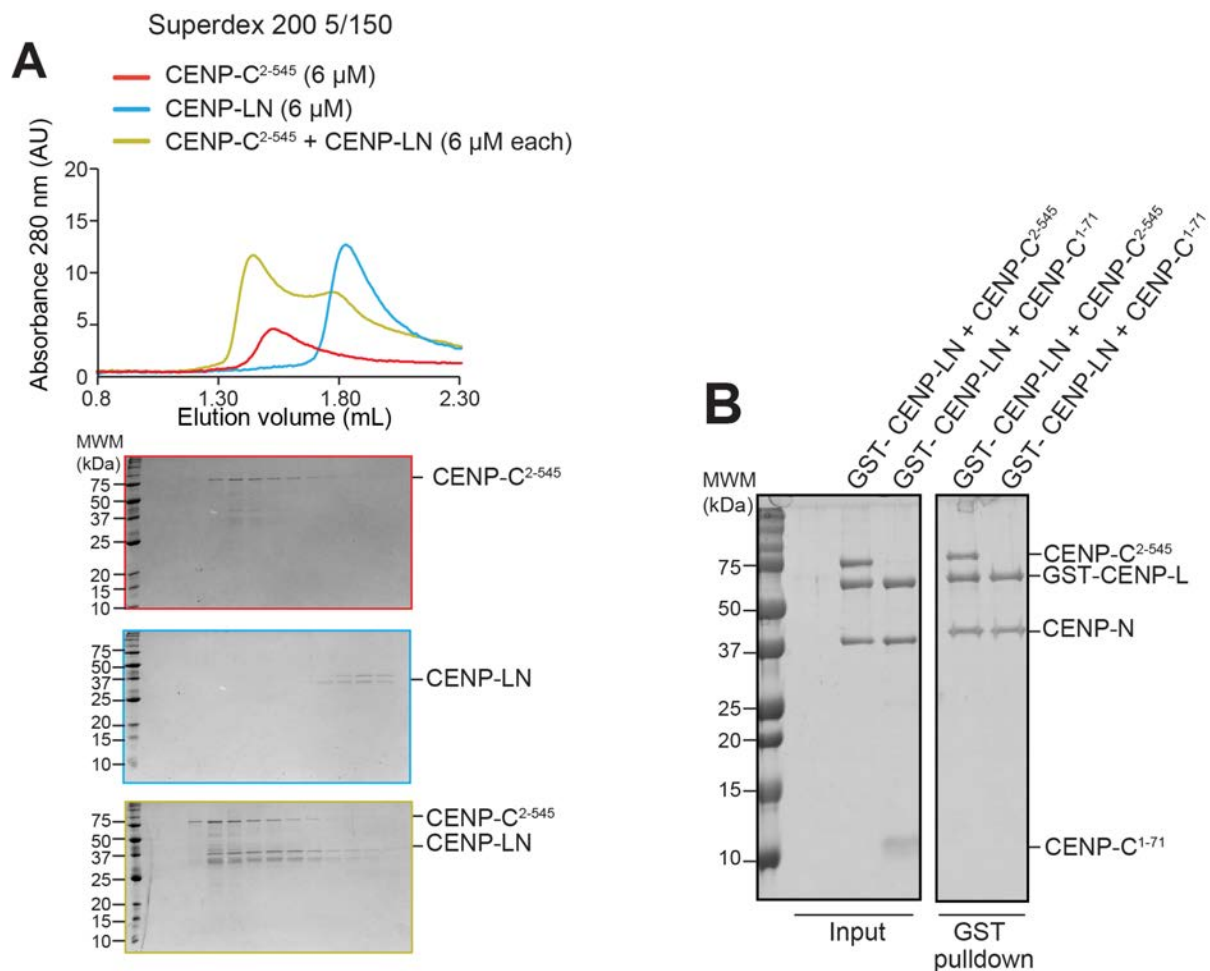 Superdex 200 5/150
A
CENP-C2-545 (6 µM)
CENP-LN (6 µM)
CENP-C2-545 + CENP-LN (6 µM each)
Absorbance 280 nm (AU)
20
15
10
5
0
0.8 1.30 1.80 2.30
Elution volume (mL)
MWM
(kDa)
75
50
37
25
20
15
10
CENP-C2-545
75
50
37
25
20
15
10
CENP-LN
75
50
37
25
20
15
10
CENP-C2-545
CENP-LN
B
GST- CENP-LN + CENP-C2-545
GST- CENP-LN + CENP-C1-71
GST- CENP-LN + CENP-C2-545
GST- CENP-LN + CENP-C1-71
MWM
(kDa)
75
50
37
25
20
15
10
CENP-C2-545
GST-CENP-L
CENP-N
CENP-C1-71
Input
GST
pulldown